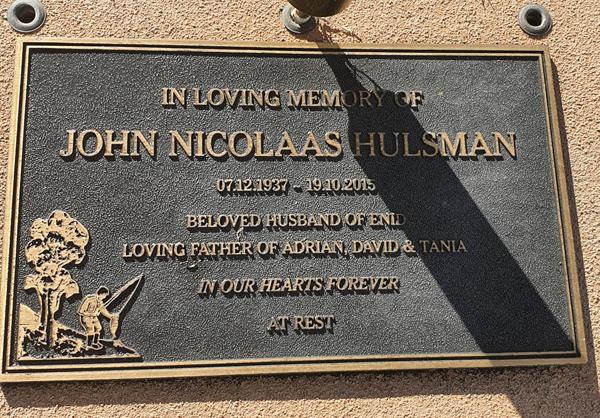 IN LOVING MEMORY OF
JOHN NICOLAAS HULSMAN
07.12.1937 - 19.10.2015
BELOVED HUSBAND OF ENID
LOVING FATHER OF ADRIAN, DAVID & TANIA
IN OUR HEARTS FOREVER
AT REST